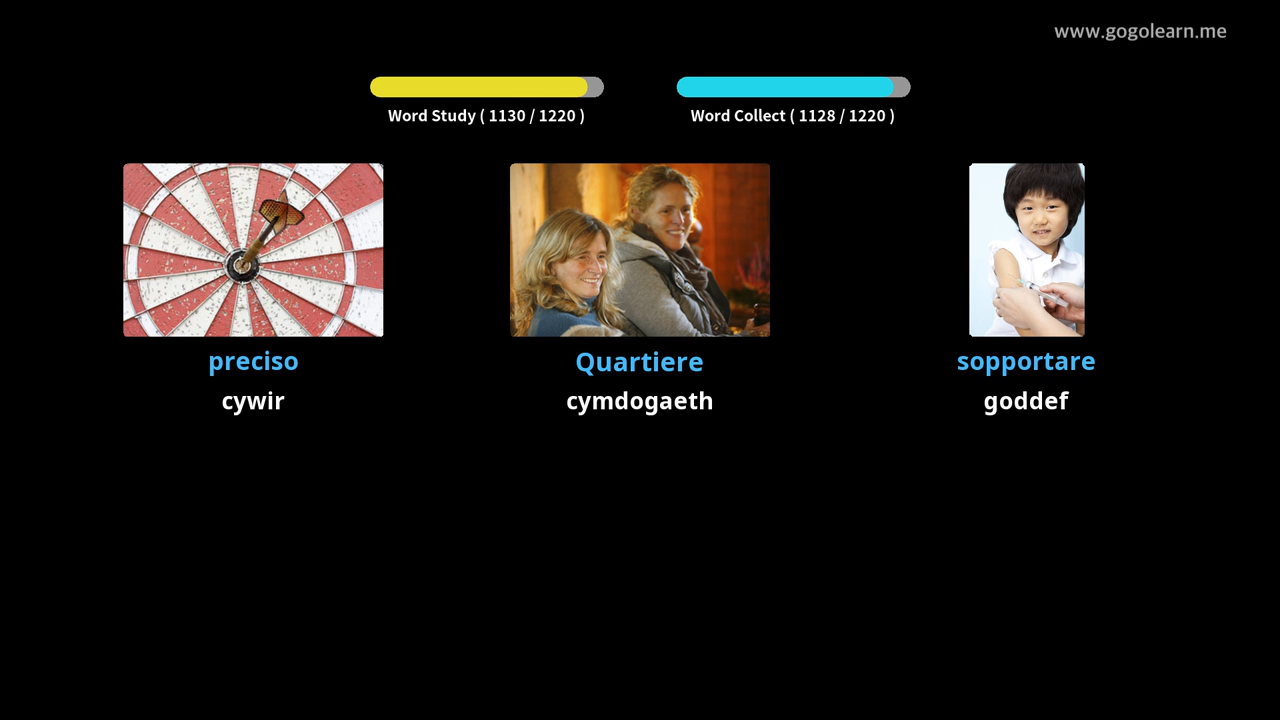 www.gogolearn.me
Word Study ( 1130 / 1220 )
Word Collect ( 1128 / 1220 )
preciso
Quartiere
sopportare
cywir
cymdogaeth
goddef